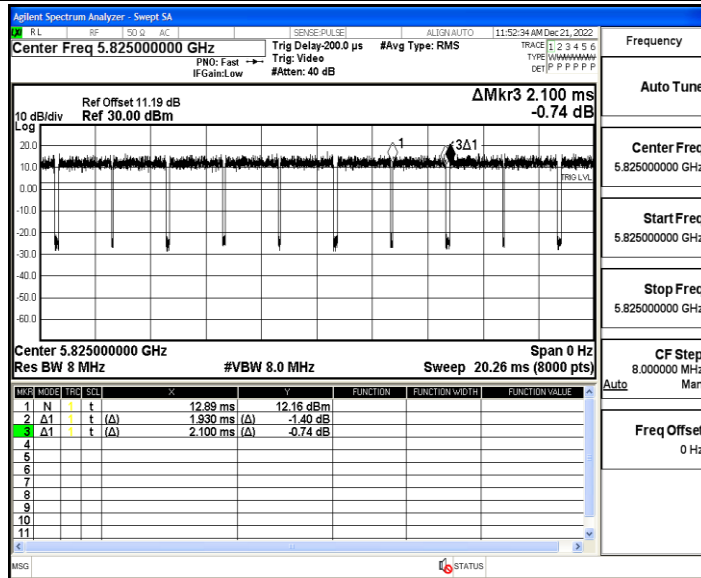 Agilent Spectrum Analyzer - Swept SA
RL RF 50 Ω AC SENSE:PULSE ALIGN AUTO 11:52:34 AM Dec 21, 2022
Center Freq 5.825000000 GHz
PNO: Fast
IFGain:Low
Trig Delay-200.0 µs
Trig: Video
#Atten: 40 dB
#Avg Type: RMS
TRACE 1 2 3 4 5 6
TYPE WWWWWW
DET P P P P P P
Ref Offset 11.19 dB
10 dB/div Ref 30.00 dBm
ΔMkr3 2.100 ms
-0.74 dB
Log
20.0
10.0
0.00
-10.0
-20.0
-30.0
-40.0
-50.0
-60.0
1
3Δ1
TRIG LVL
Center 5.825000000 GHz Span 0 Hz
Res BW 8 MHz #VBW 8.0 MHz Sweep 20.26 ms (8000 pts)
MKR MODE TRC SCL X Y FUNCTION FUNCTION WIDTH FUNCTION VALUE
1 N 1 t 12.89 ms 12.16 dBm
2 Δ1 1 t (Δ) 1.930 ms (Δ) -1.40 dB
3 Δ1 1 t (Δ) 2.100 ms (Δ) -0.74 dB
4
5
6
7
8
9
10
11
MSG STATUS
Frequency
Auto Tune
Center Freq
5.825000000 GHz
Start Freq
5.825000000 GHz
Stop Freq
5.825000000 GHz
CF Step
8.000000 MHz
Auto Man
Freq Offset
0 Hz